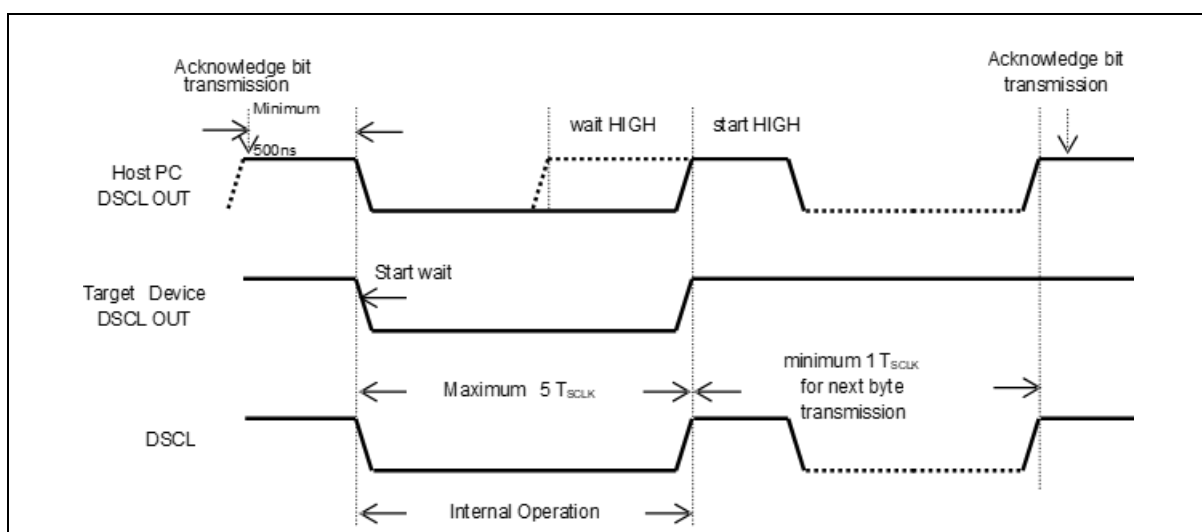 Acknowledge bit
transmission
Minimum
500ns
Acknowledge bit
transmission
wait HIGH
start HIGH
Host PC
DSCL OUT
Start wait
Target Device
DSCL OUT
Maximum 5 TSCLK
minimum 1 TSCLK
for next byte
transmission
DSCL
Internal Operation